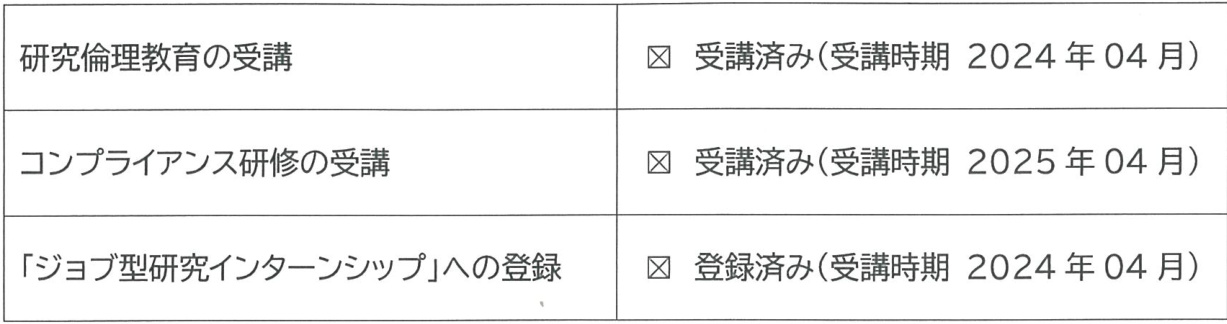 研究倫理教育の受講 ☒ 受講済み(受講時期 2024 年 04 月)
コンプライアンス研修の受講 ☒ 受講済み(受講時期 2025 年 04 月)
「ジョブ型研究インターンシップ」への登録 ☒ 登録済み(受講時期 2024 年 04 月)